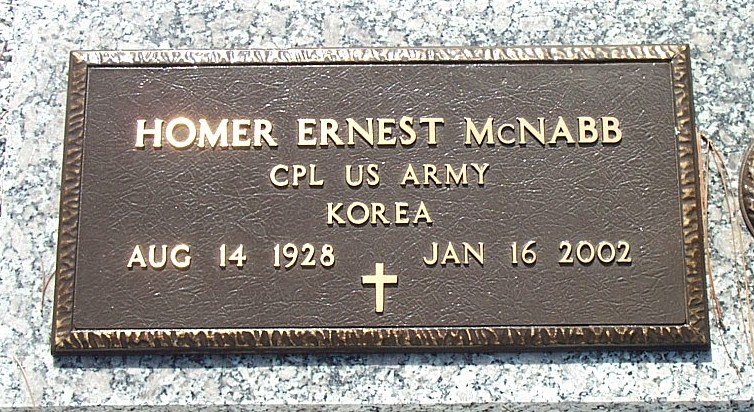 HOMER ERNEST McNABB
CPL US ARMY
KOREA
AUG 14 1928 JAN 16 2002